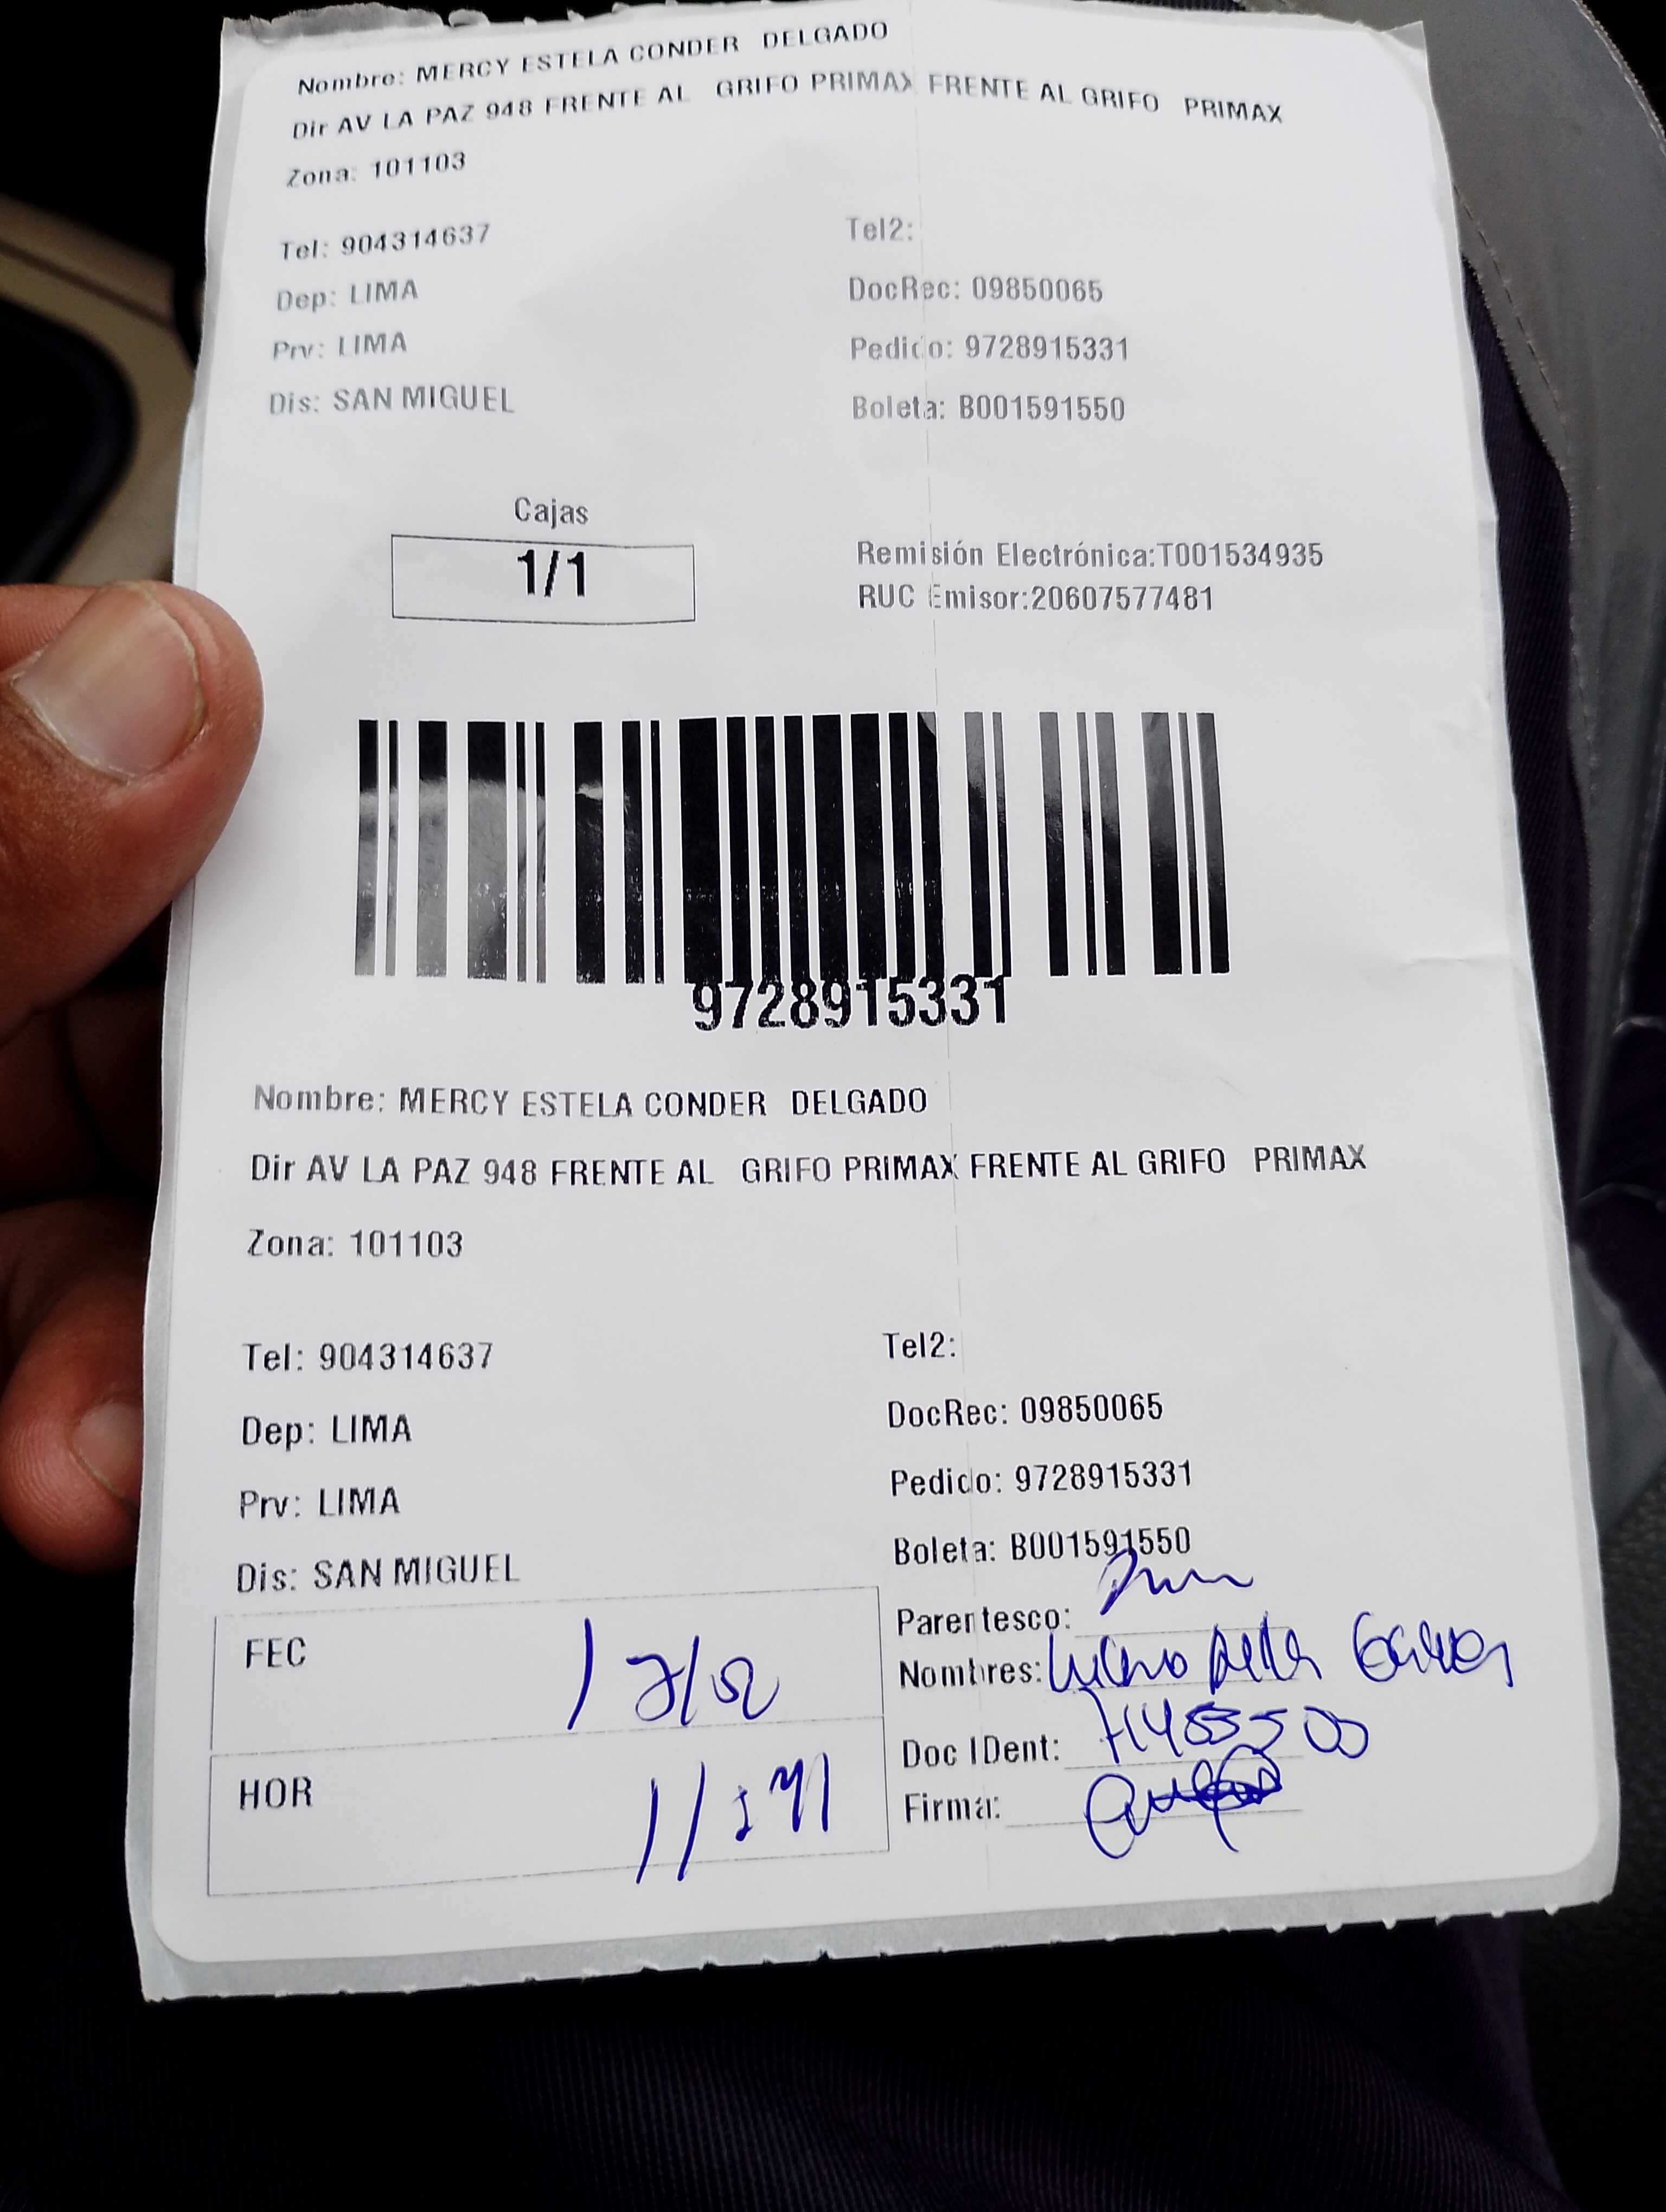 Nombre: MERCY ESTELA CONDER DELGADO
Dir AV LA PAZ 948 FRENTE AL GRIFO PRIMAX FRENTE AL GRIFO PRIMAX
Zona: 101103
Tel: 904314637 Tel2:
Dep: LIMA DocRec: 09850065
Prv: LIMA Pedido: 9728915331
Dis: SAN MIGUEL Boleta: B001591550
Cajas
1/1
Remisión Electrónica:T001534935
RUC Emisor:20607577481
9728915331
Nombre: MERCY ESTELA CONDER DELGADO
Dir AV LA PAZ 948 FRENTE AL GRIFO PRIMAX FRENTE AL GRIFO PRIMAX
Zona: 101103
Tel: 904314637 Tel2:
Dep: LIMA DocRec: 09850065
Prv: LIMA Pedido: 9728915331
Dis: SAN MIGUEL Boleta: B001591550
FEC
HOR
Parentesco:
Nombres:
Doc IDent:
Firma: